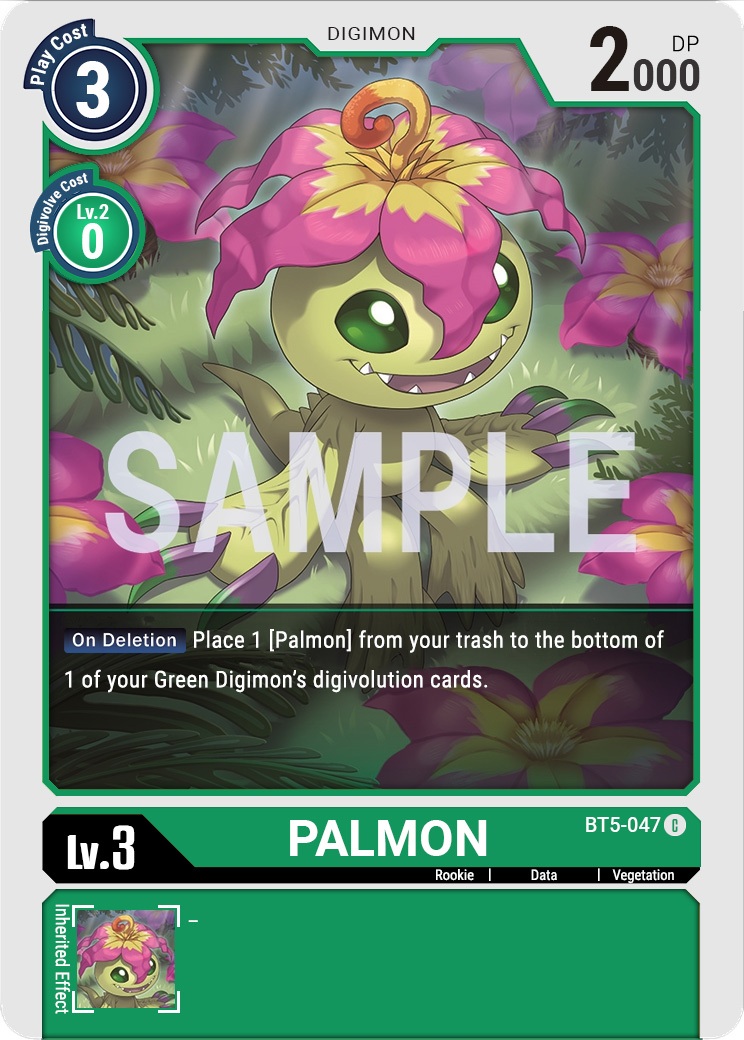 DIGIMON
Play Cost
3
DP
2000
Digivolve Cost
Lv.2
0
SAMPLE
On Deletion Place 1 [Palmon] from your trash to the bottom of
1 of your Green Digimon's digivolution cards.
BT5-047 C
Lv.3
PALMON
Rookie | Data | Vegetation
Inherited Effect
–